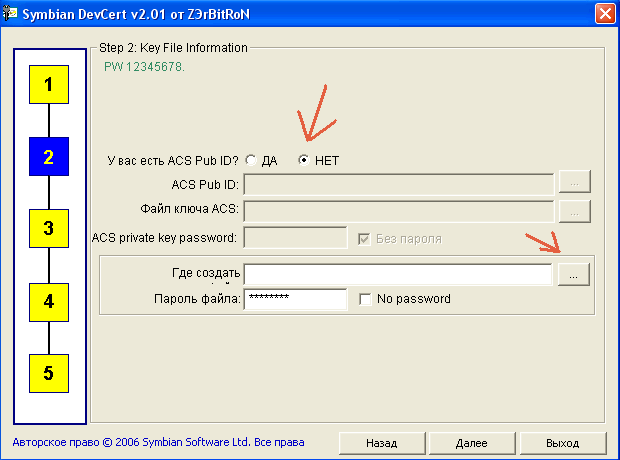 Symbian DevCert v2.01 от ZЭrBitRoN
Step 2: Key File Information
PW 12345678.
1
2
3
4
5
У вас есть ACS Pub ID? ДА НЕТ
ACS Pub ID: ...
Файл ключа ACS: ...
ACS private key password: Без пароля
Где создать ...
Пароль файла: ******** No password
Авторское право © 2006 Symbian Software Ltd. Все права
Назад Далее Выход